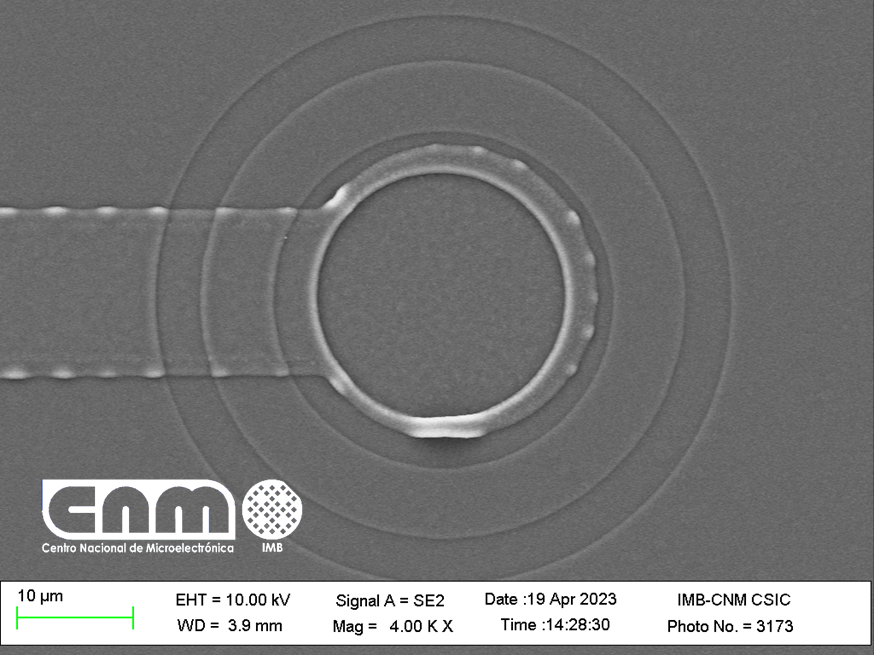 cnm
Centro Nacional de Microelectrónica
IMB
10 µm
EHT = 10.00 kV
Signal A = SE2
Date :19 Apr 2023
IMB-CNM CSIC
WD = 3.9 mm
Mag = 4.00 K X
Time :14:28:30
Photo No. = 3173